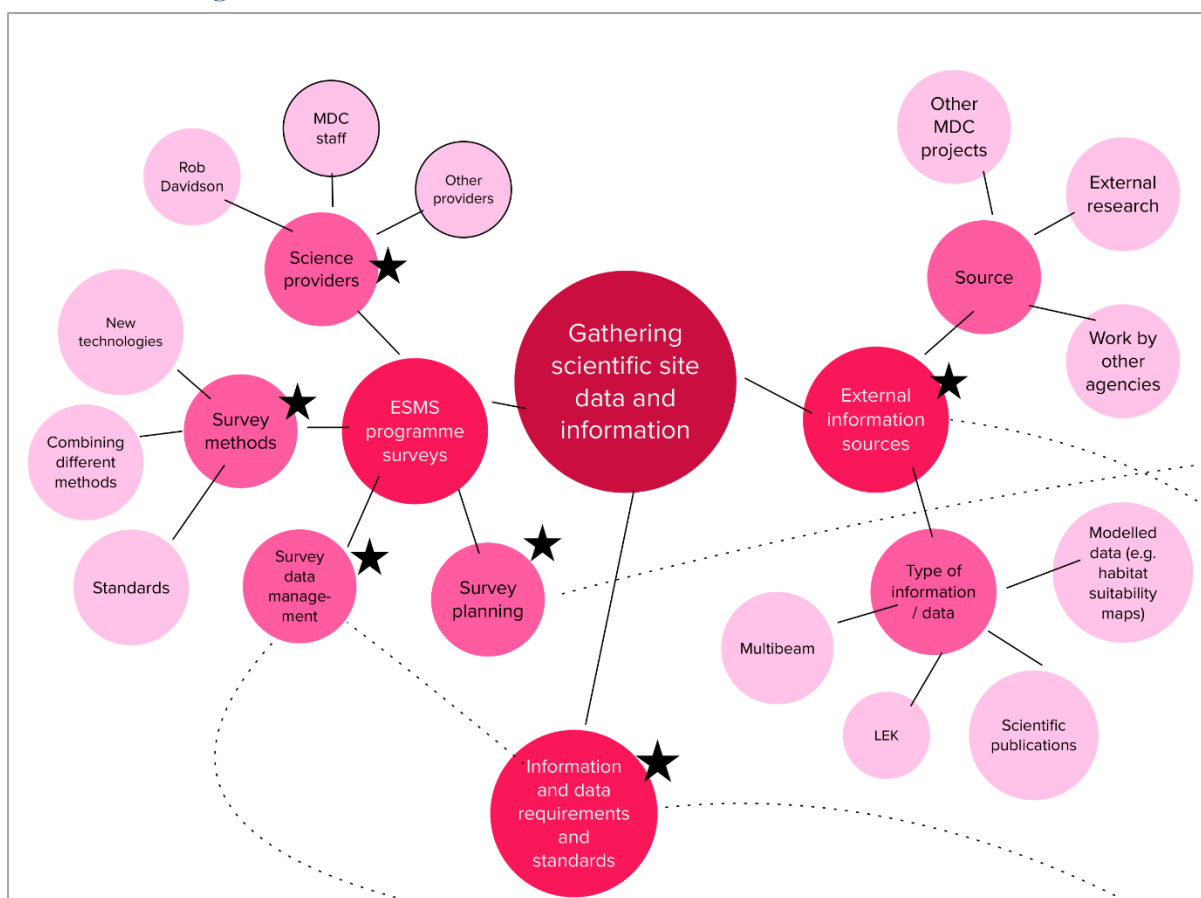 MDC
staff
Rob
Davidson
Other
providers
Science
providers
New
technologies
Survey
methods
Combining
different
methods
Standards
ESMS
programme
surveys
Survey
data
manage-
ment
Survey
planning
Gathering
scientific site
data and
information
Information
and data
requirements
and
standards
Other
MDC
projects
External
research
Source
Work by
other
agencies
External
information
sources
Type of
information
/ data
Modelled
data (e.g.
habitat
suitability
maps)
Multibeam
LEK
Scientific
publications